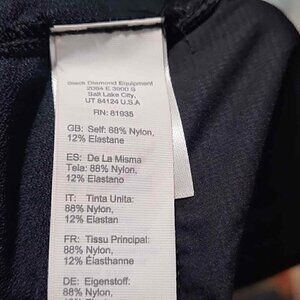 Black Diamond Equipment
2084 E 3900 S
Salt Lake City,
UT 84124 U.S.A
RN: 81935
GB: Self: 88% Nylon,
12% Elastane
ES: De La Misma
Tela: 88% Nylon,
12% Elastano
IT: Tinta Unita:
88% Nylon,
12% Elastan
FR: Tissu Principal:
88% Nylon,
12% Élasthanne
DE: Eigenstoff:
88% Nylon,